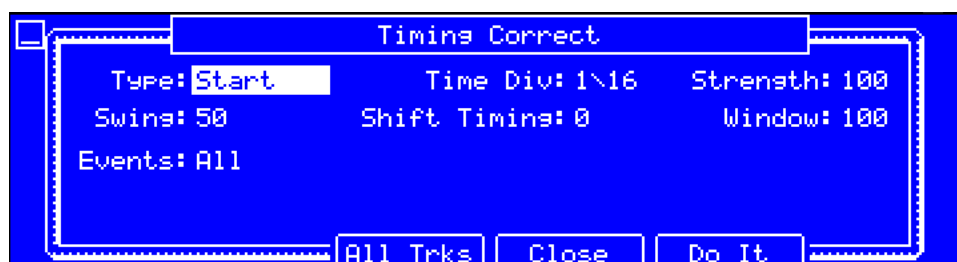 Timing Correct
Type: Start Time Div: 1\16 Strength: 100
Swing: 50 Shift Timing: 0 Window: 100
Events: All
All Trks Close Do It